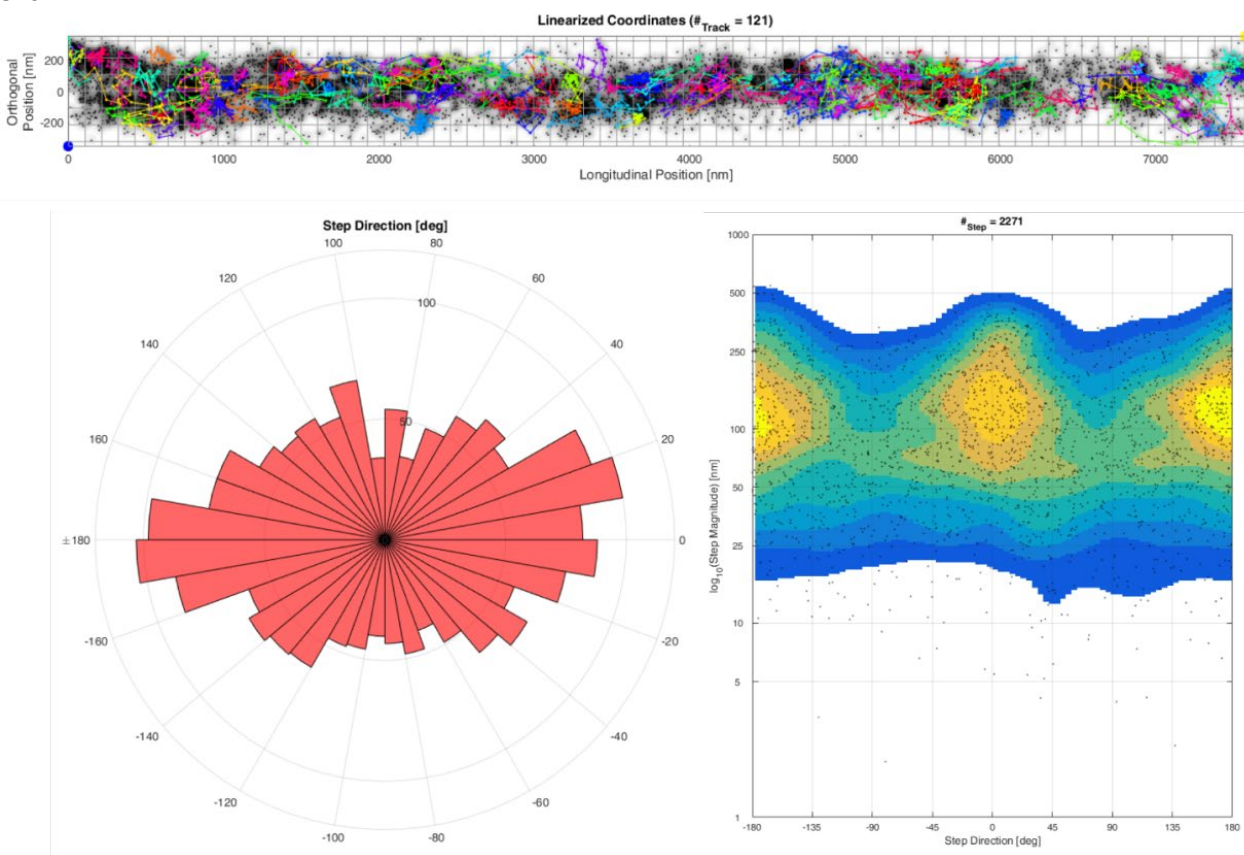 Linearized Coordinates (#Track = 121)
Orthogonal
Position [nm]
200
0
-200
0 1000 2000 3000 4000 5000 6000 7000
Longitudinal Position [nm]
Step Direction [deg]
100 80
120 60
100
140 40
50
160 20
±180 0
-160 -20
-140 -40
-120 -60
-100 -80
#Step = 2271
log10(Step Magnitude) [nm]
1000
500
250
100
50
25
10
5
1
-180 -135 -90 -45 0 45 90 135 180
Step Direction [deg]